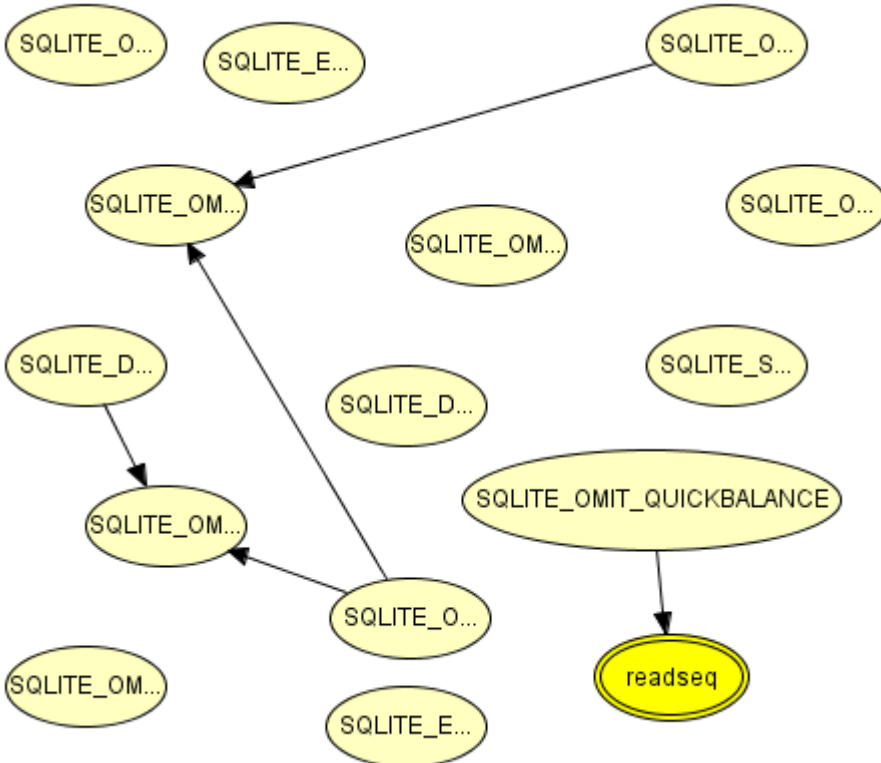 SQLITE_O...
SQLITE_E...
SQLITE_O...
SQLITE_OM...
SQLITE_OM...
SQLITE_O...
SQLITE_D...
SQLITE_D...
SQLITE_S...
SQLITE_OM...
SQLITE_OMIT_QUICKBALANCE
SQLITE_O...
readseq
SQLITE_OM...
SQLITE_E...